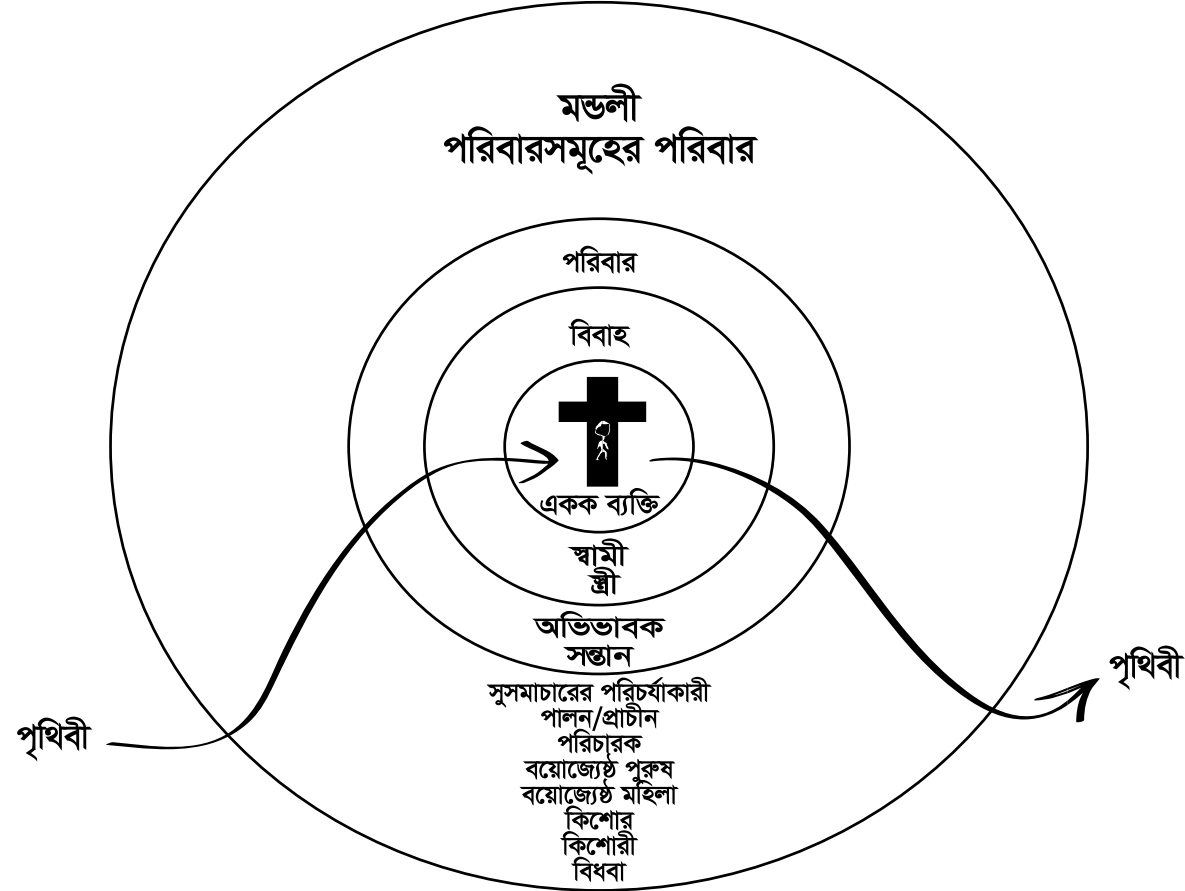 মন্ডলী
পরিবারসমূহের পরিবার
পরিবার
বিবাহ
একক ব্যক্তি
স্বামী
স্ত্রী
অভিভাবক
সন্তান
সুসমাচারের পরিচর্যাকারী
পালন/প্রাচীন
পরিচারক
বয়োজ্যেষ্ঠ পুরুষ
বয়োজ্যেষ্ঠ মহিলা
কিশোর
কিশোরী
বিধবা
পৃথিবী
পৃথিবী